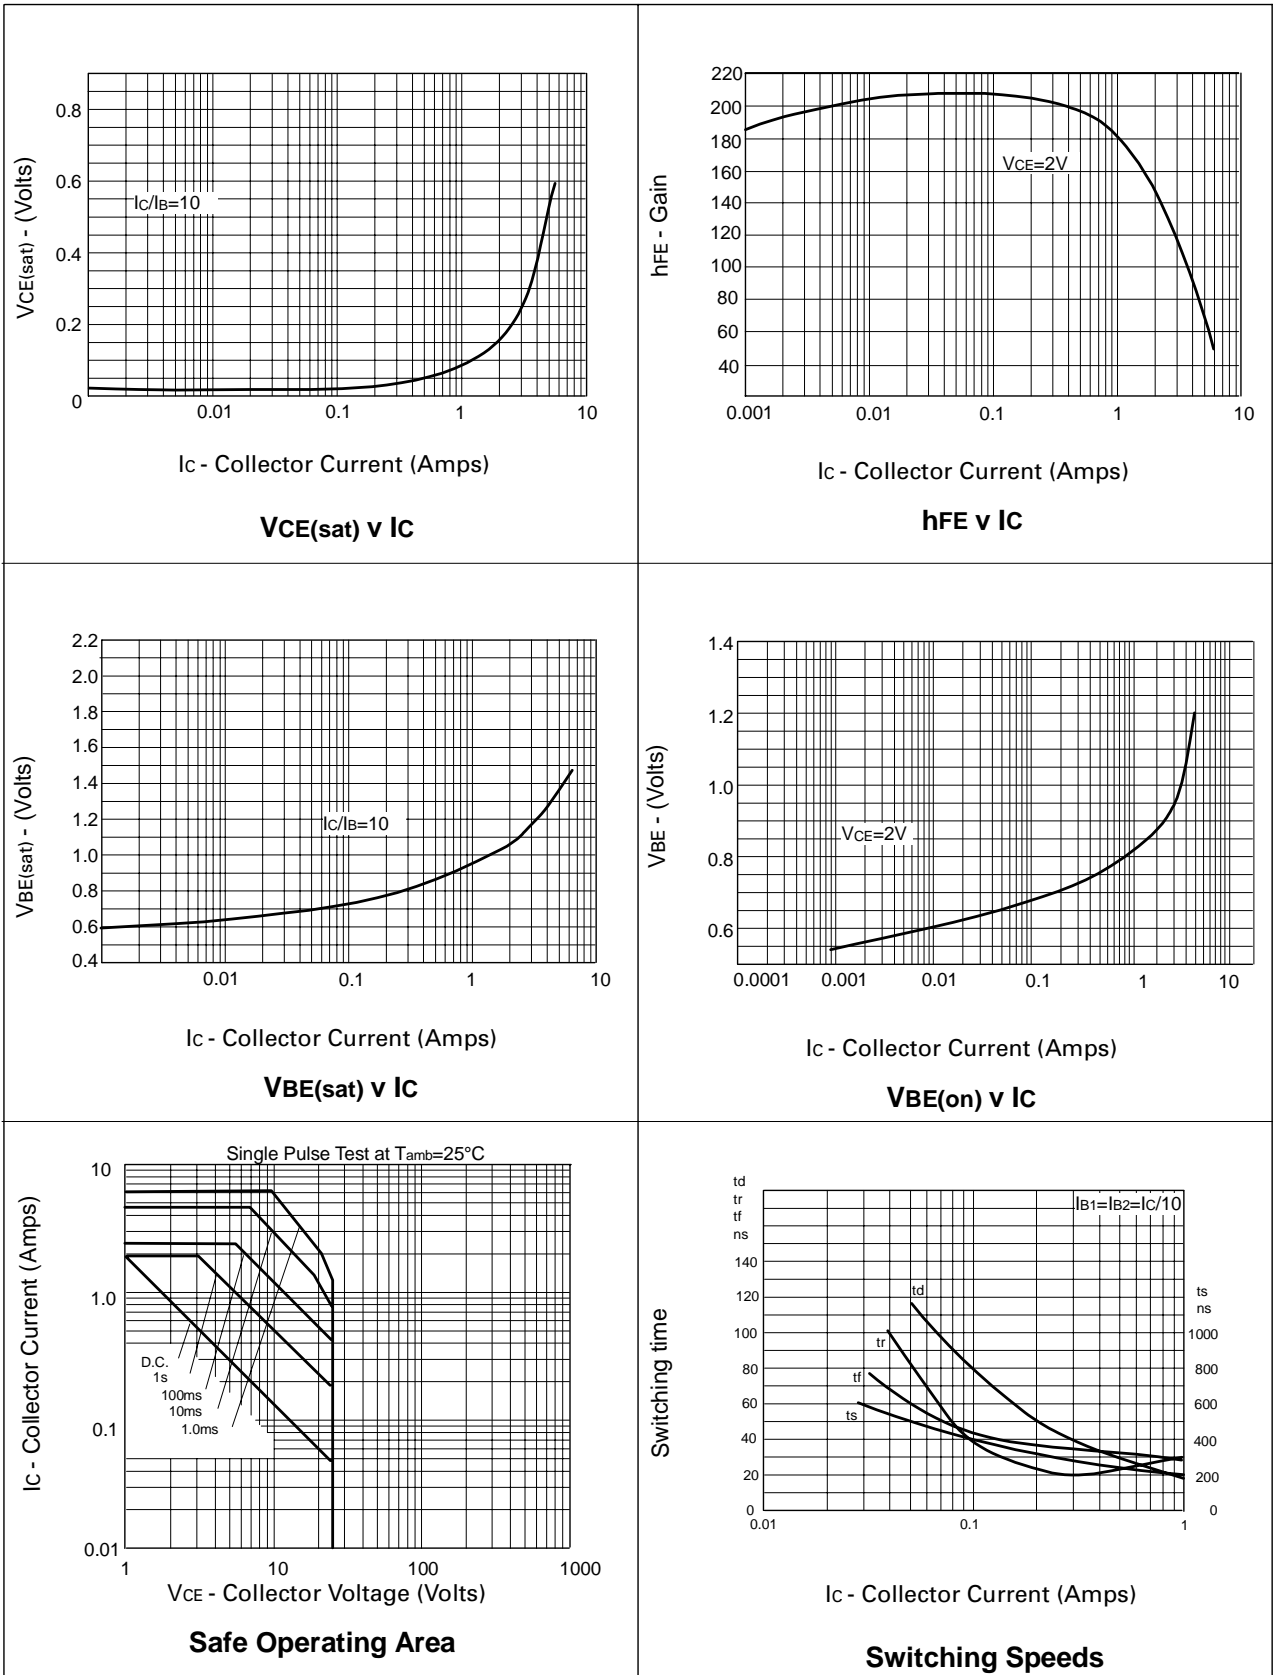 0.8
0.6
0.4
0.2
0
VCE(sat) - (Volts)
IC/IB=10
0.01 0.1 1 10
IC - Collector Current (Amps)
VCE(sat) v IC
220
200
180
160
140
120
100
80
60
40
hFE - Gain
VCE=2V
0.001 0.01 0.1 1 10
IC - Collector Current (Amps)
hFE v IC
2.2
2.0
1.8
1.6
1.4
1.2
1.0
0.8
0.6
0.4
VBE(sat) - (Volts)
IC/IB=10
0.01 0.1 1 10
IC - Collector Current (Amps)
VBE(sat) v IC
1.4
1.2
1.0
0.8
0.6
VBE - (Volts)
VCE=2V
0.0001 0.001 0.01 0.1 1 10
IC - Collector Current (Amps)
VBE(on) v IC
Single Pulse Test at Tamb=25°C
10
1.0
0.1
0.01
IC - Collector Current (Amps)
D.C.
1s
100ms
10ms
1.0ms
1 10 100 1000
VCE - Collector Voltage (Volts)
Safe Operating Area
td
tr
tf
ns
140
120
100
80
60
40
20
0
Switching time
IB1=IB2=IC/10
td
tr
tf
ts
ts
ns
1000
800
600
400
200
0
0.01 0.1 1
IC - Collector Current (Amps)
Switching Speeds